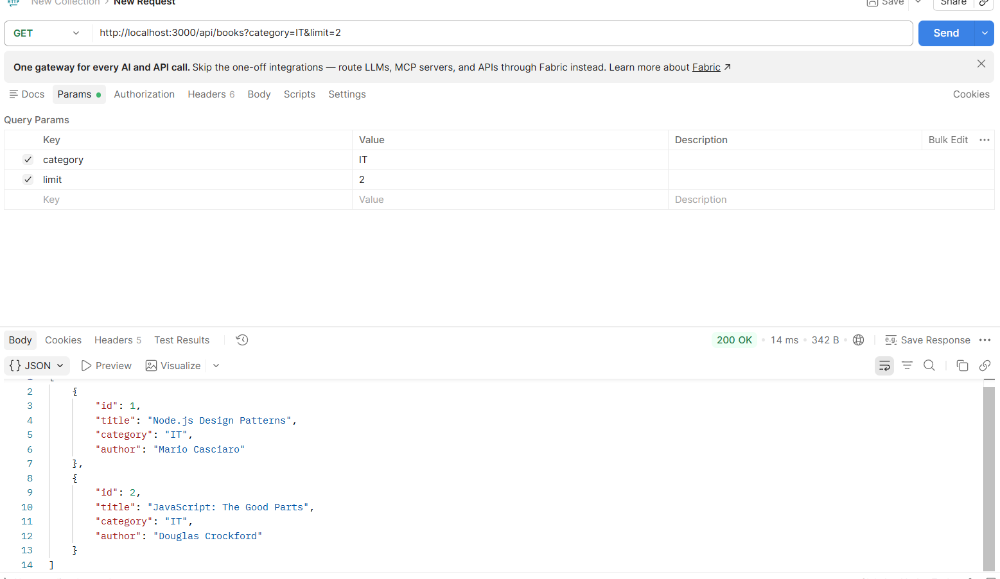 HTTP New Collection > New Request Save Share
GET http://localhost:3000/api/books?category=IT&limit=2 Send
One gateway for every AI and API call. Skip the one-off integrations — route LLMs, MCP servers, and APIs through Fabric instead. Learn more about Fabric ↗
Docs Params Authorization Headers 6 Body Scripts Settings Cookies
Query Params
Key Value Description Bulk Edit
category IT
limit 2
Key Value Description
Body Cookies Headers 5 Test Results 200 OK 14 ms 342 B e.g. Save Response
{} JSON Preview Visualize
1 [
2 {
3 "id": 1,
4 "title": "Node.js Design Patterns",
5 "category": "IT",
6 "author": "Mario Casciaro"
7 },
8 {
9 "id": 2,
10 "title": "JavaScript: The Good Parts",
11 "category": "IT",
12 "author": "Douglas Crockford"
13 }
14 ]